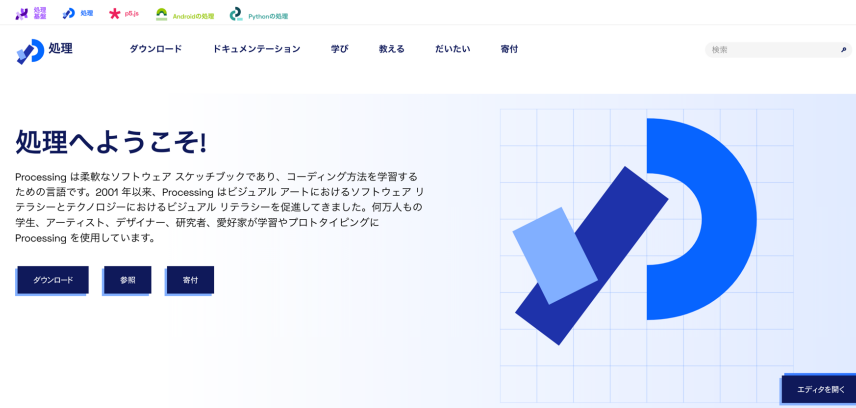 処理
基盤
処理
p5.js
Androidの処理
Pythonの処理
処理
ダウンロード
ドキュメンテーション
学び
教える
だいたい
寄付
検索
処理へようこそ!
Processing は柔軟なソフトウェア スケッチブックであり、コーディング方法を学習する
ための言語です。2001 年以来、Processing はビジュアル アートにおけるソフトウェア リ
テラシーとテクノロジーにおけるビジュアル リテラシーを促進してきました。何万人もの
学生、アーティスト、デザイナー、研究者、愛好家が学習やプロトタイピングに
Processing を使用しています。
ダウンロード
参照
寄付
エディタを開く